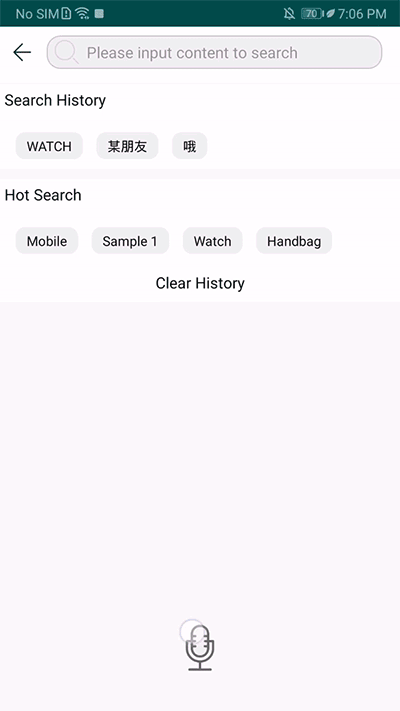 No SIM 70 7:06 PM
Please input content to search
Search History
WATCH 某朋友 哦
Hot Search
Mobile Sample 1 Watch Handbag
Clear History